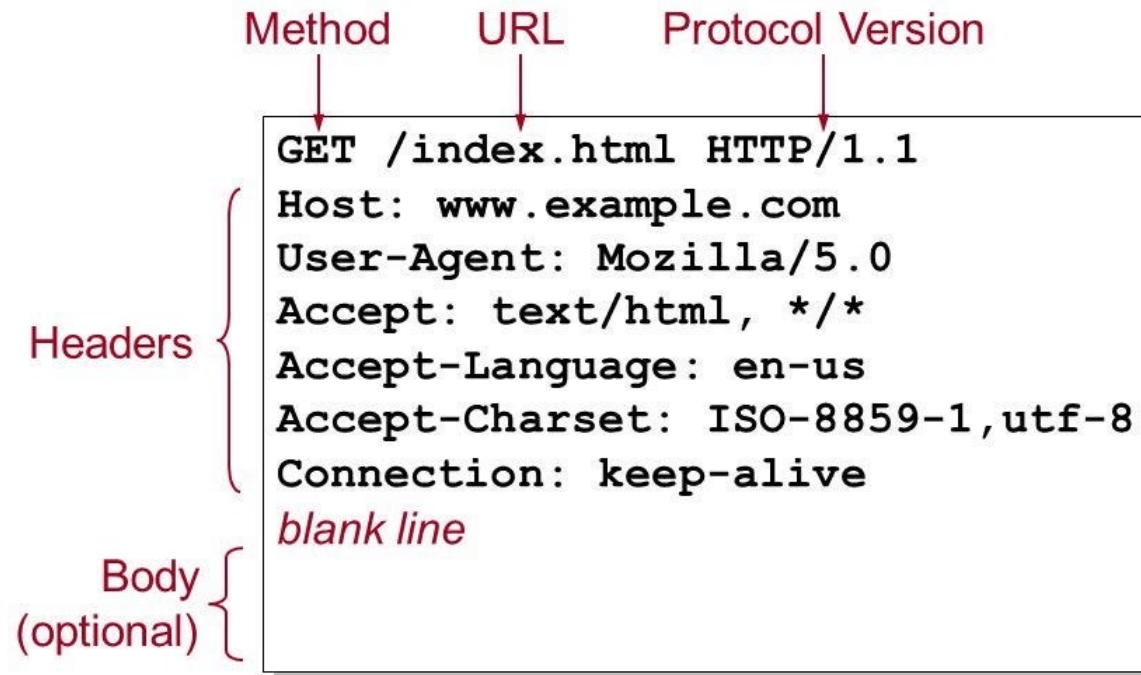 Method URL Protocol Version
GET /index.html HTTP/1.1
Host: www.example.com
User-Agent: Mozilla/5.0
Accept: text/html, */*
Headers
Accept-Language: en-us
Accept-Charset: ISO-8859-1,utf-8
Connection: keep-alive
blank line
Body
(optional)